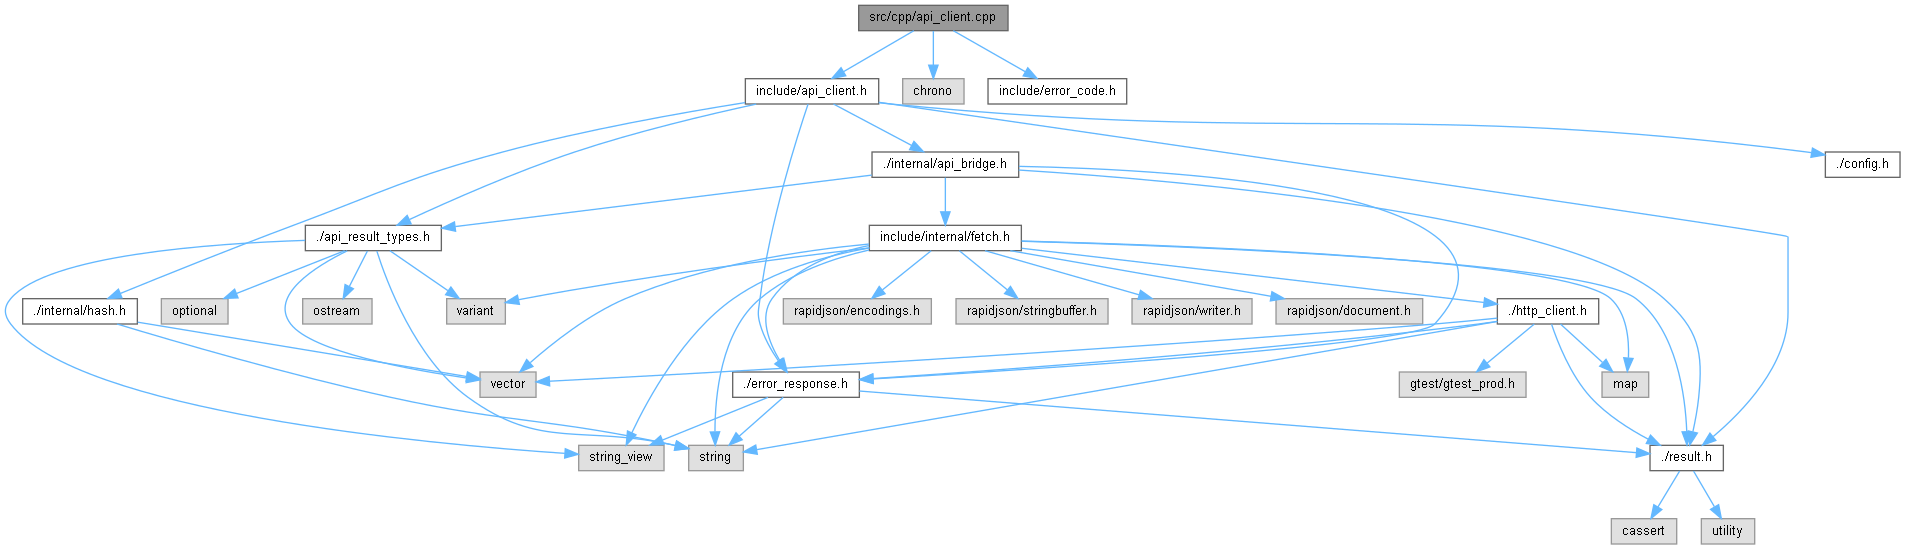 src/cpp/api_client.cpp
include/api_client.h
chrono
include/error_code.h
./internal/api_bridge.h
./config.h
./api_result_types.h
include/internal/fetch.h
./internal/hash.h
optional
ostream
variant
rapidjson/encodings.h
rapidjson/stringbuffer.h
rapidjson/writer.h
rapidjson/document.h
./http_client.h
vector
./error_response.h
gtest/gtest_prod.h
map
string_view
string
./result.h
cassert
utility